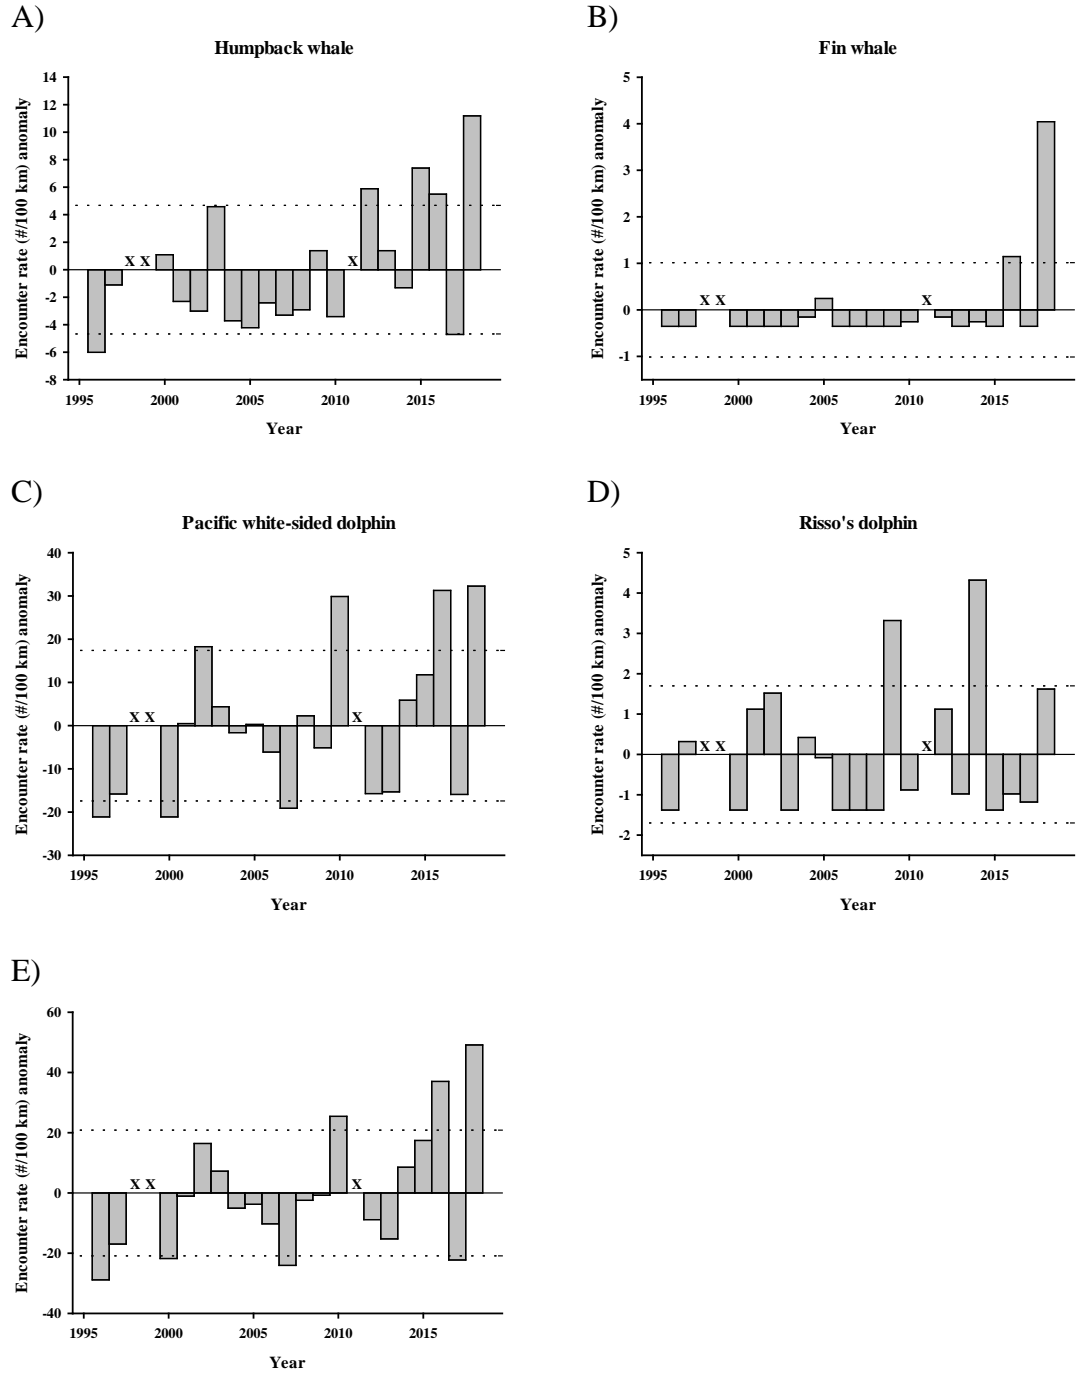 A)
Humpback whale
Encounter rate (#/100 km) anomaly
14
12
10
8
6
4
2
0
-2
-4
-6
-8
X X
X
1995 2000 2005 2010 2015
Year
B)
Fin whale
Encounter rate (#/100 km) anomaly
5
4
3
2
1
0
-1
X X
X
1995 2000 2005 2010 2015
Year
C)
Pacific white-sided dolphin
Encounter rate (#/100 km) anomaly
40
30
20
10
0
-10
-20
-30
X X
X
1995 2000 2005 2010 2015
Year
D)
Risso's dolphin
Encounter rate (#/100 km) anomaly
5
4
3
2
1
0
-1
-2
X X
X
1995 2000 2005 2010 2015
Year
E)
Encounter rate (#/100 km) anomaly
60
40
20
0
-20
-40
X X
X
1995 2000 2005 2010 2015
Year